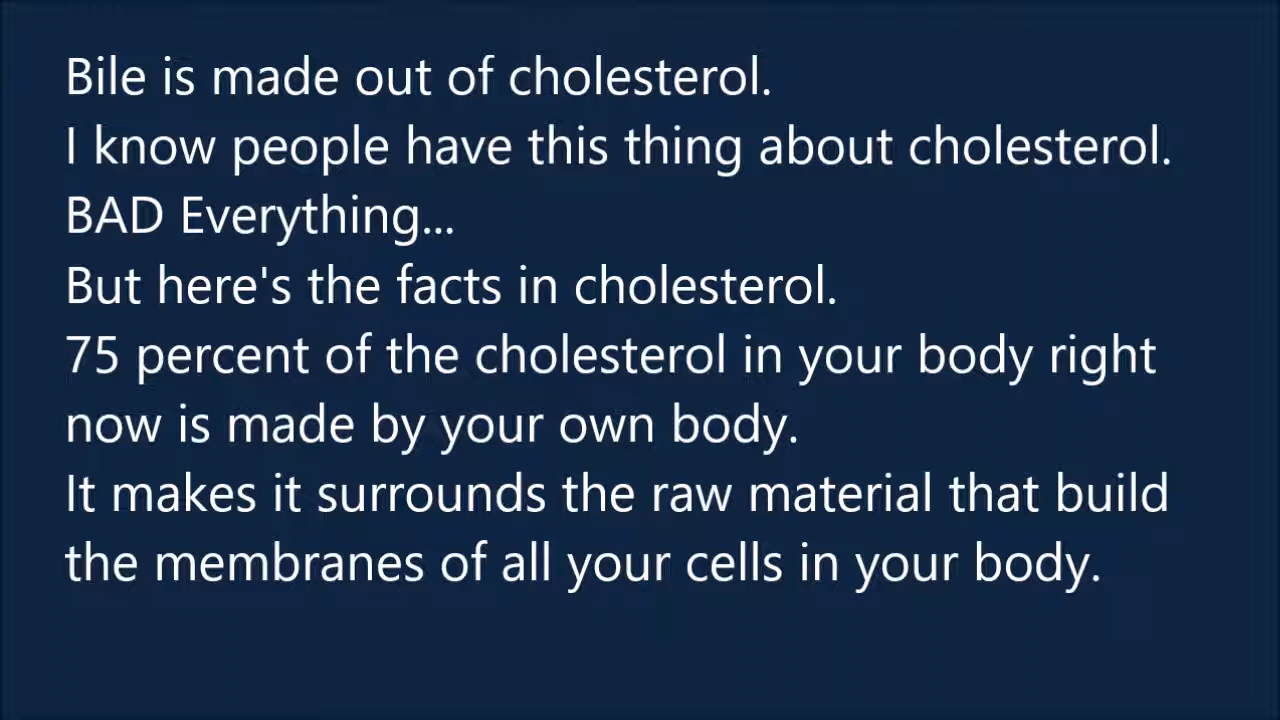 Bile is made out of cholesterol.
I know people have this thing about cholesterol.
BAD Everything...
But here's the facts in cholesterol.
75 percent of the cholesterol in your body right
now is made by your own body.
It makes it surrounds the raw material that build
the membranes of all your cells in your body.